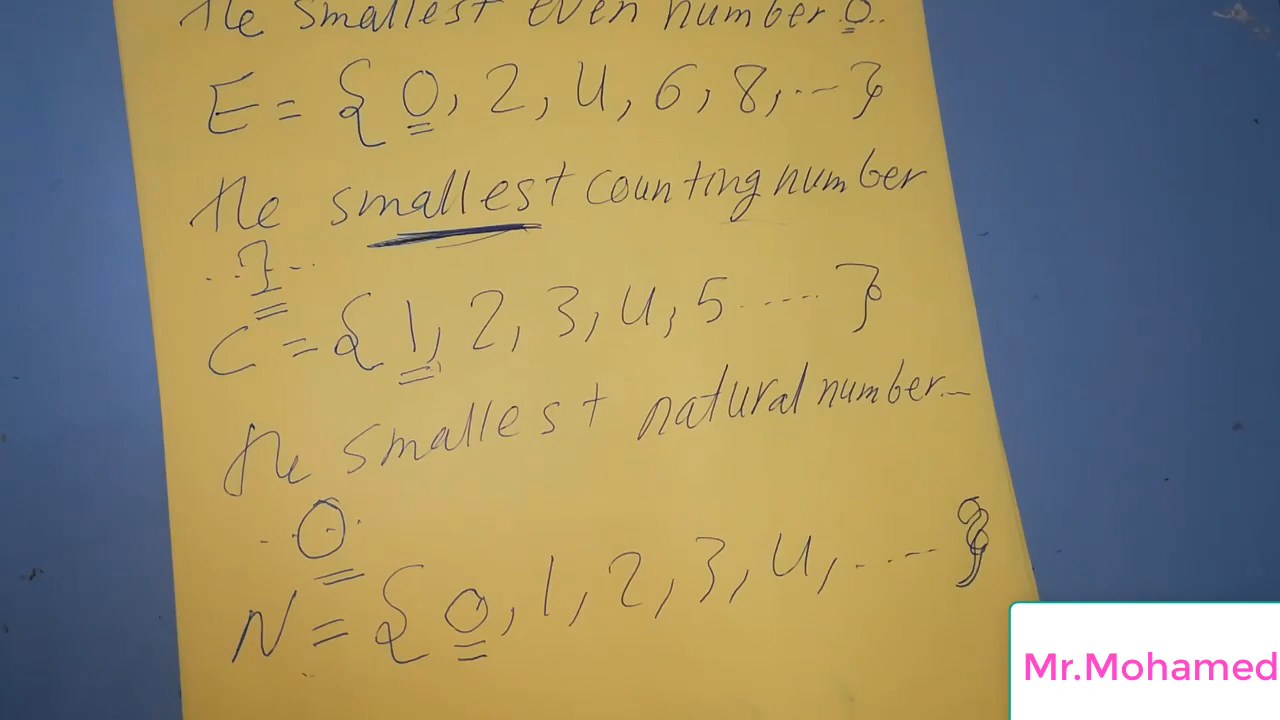 The smallest even number .0..
E = { 0, 2, 4, 6, 8, ... }
The smallest counting number
..1..
C = { 1, 2, 3, 4, 5 ..... }
The smallest natural number..
..0..
N = { 0, 1, 2, 3, 4, ..... }
Mr.Mohamed